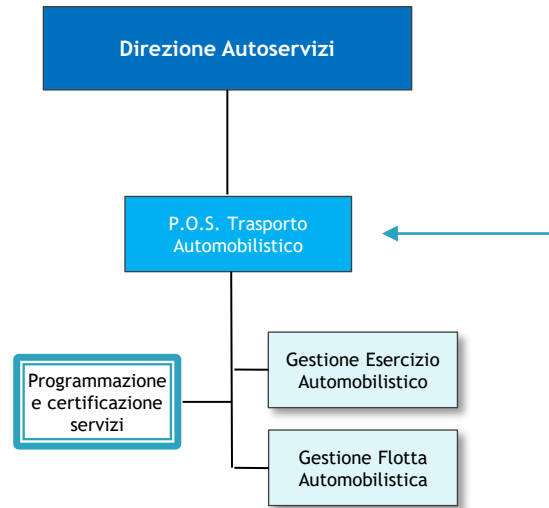 Direzione Autoservizi
P.O.S. Trasporto
Automobilistico
Gestione Esercizio
Automobilistico
Programmazione
e certificazione
servizi
Gestione Flotta
Automobilistica